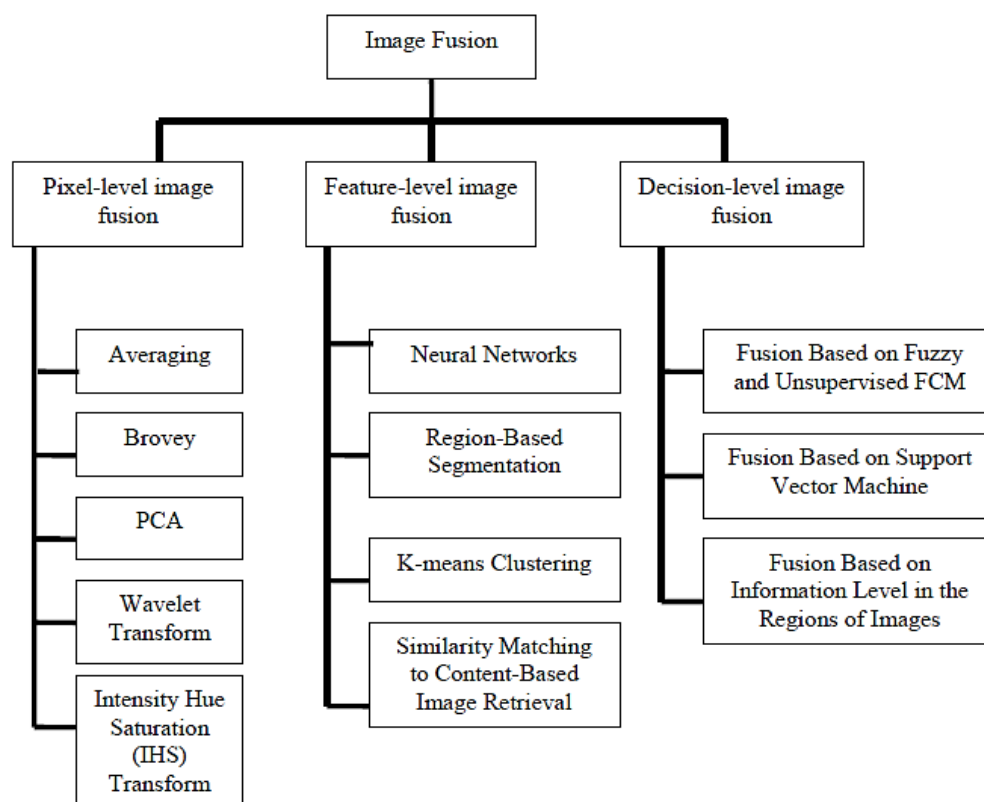 Image Fusion
Pixel-level image
fusion
Feature-level image
fusion
Decision-level image
fusion
Averaging
Brovey
PCA
Wavelet
Transform
Intensity Hue
Saturation
(IHS)
Transform
Neural Networks
Region-Based
Segmentation
K-means Clustering
Similarity Matching
to Content-Based
Image Retrieval
Fusion Based on Fuzzy
and Unsupervised FCM
Fusion Based on Support
Vector Machine
Fusion Based on
Information Level in the
Regions of Images